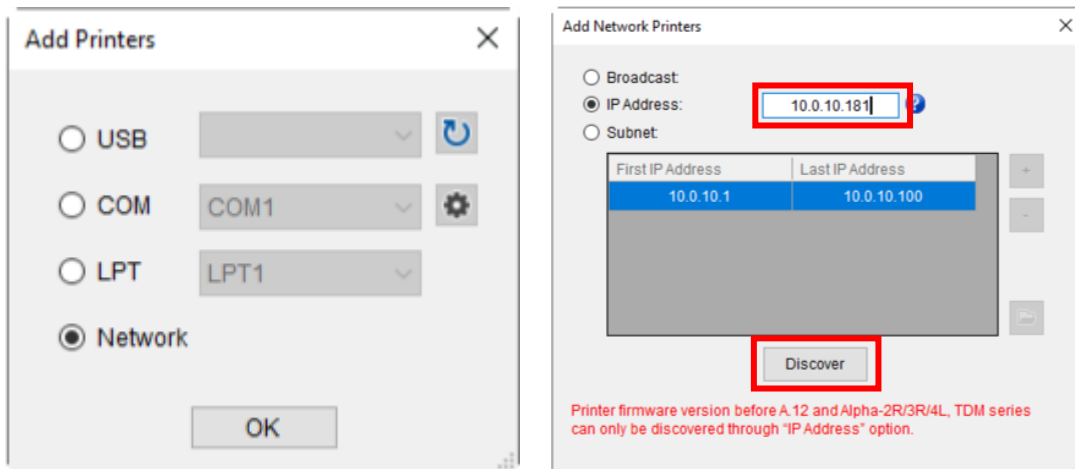 Add Printers
USB
COM COM1
LPT LPT1
Network
OK
Add Network Printers
Broadcast:
IP Address: 10.0.10.181 ?
Subnet:
First IP Address Last IP Address
10.0.10.1 10.0.10.100
+
-
Discover
Printer firmware version before A.12 and Alpha-2R/3R/4L, TDM series
can only be discovered through "IP Address" option.